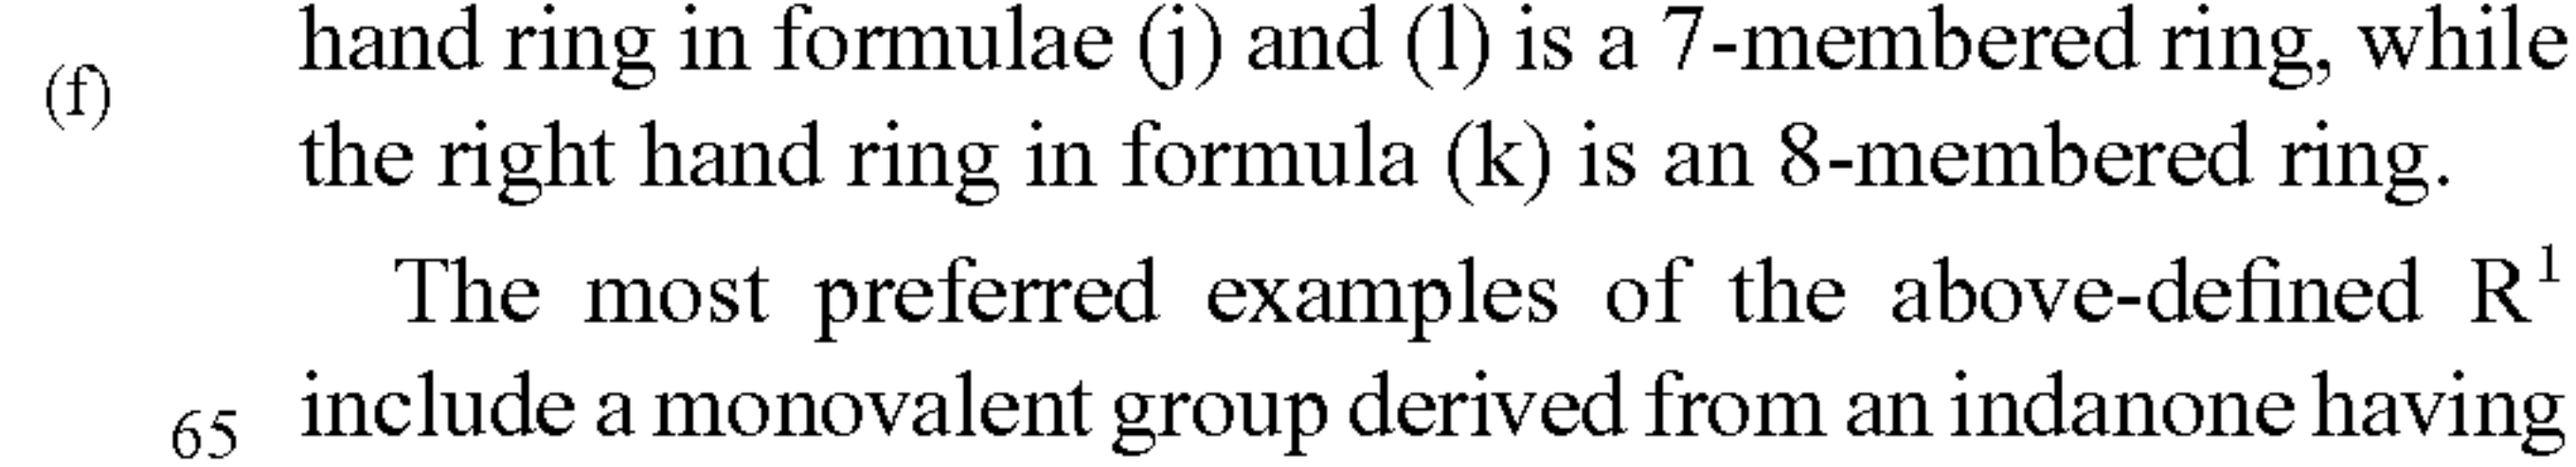 hand ring in formulae (j) and (l) is a 7-membered ring, while
(f)
the right hand ring in formula (k) is an 8-membered ring.
The most preferred examples of the above-defined R¹
65 include a monovalent group derived from an indanone having